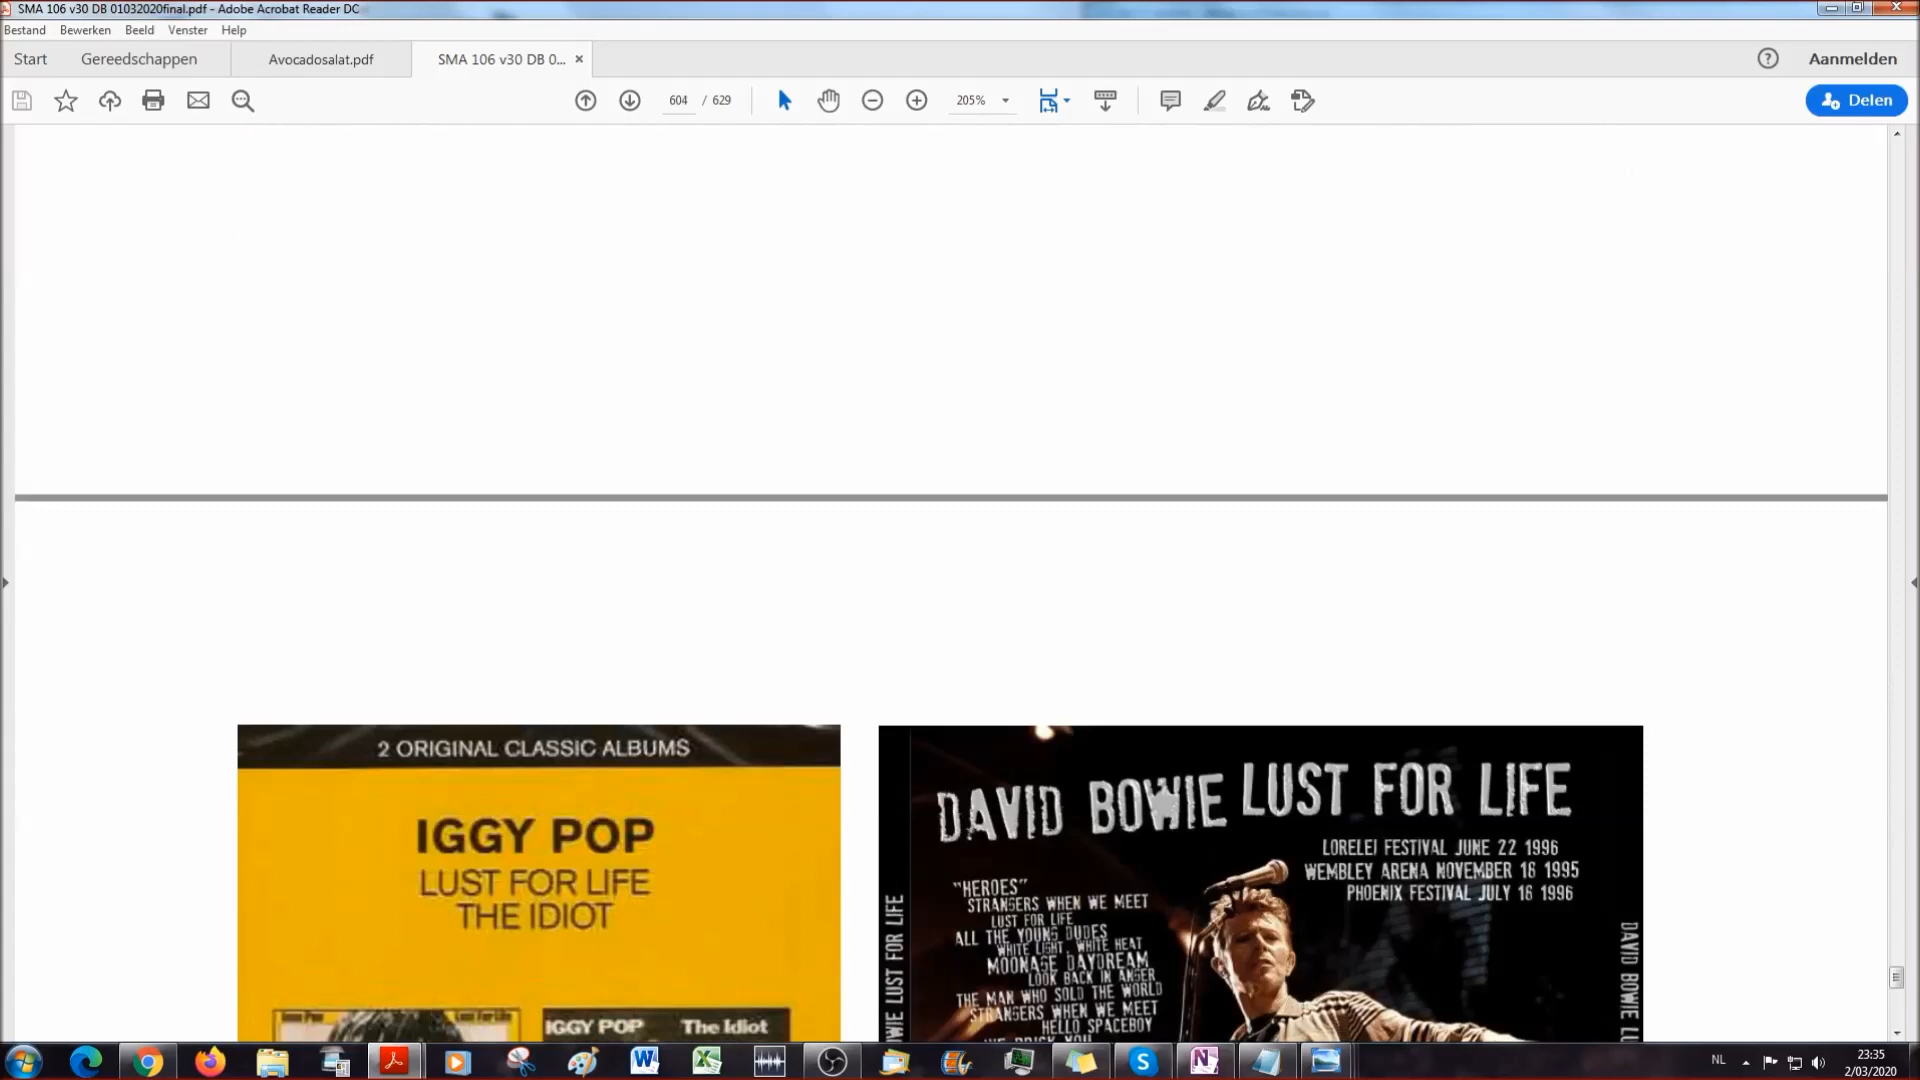 SMA 106 v30 DB 01032020final.pdf - Adobe Acrobat Reader DC
Bestand Bewerken Beeld Venster Help
Start Gereedschappen Avocadosalat.pdf SMA 106 v30 DB 0... Aanmelden
604 / 629 205% Delen
2 ORIGINAL CLASSIC ALBUMS
IGGY POP
LUST FOR LIFE
THE IDIOT
IGGY POP The Idiot
DAVID BOWIE LUST FOR LIFE
LORELEI FESTIVAL JUNE 22 1996
WEMBLEY ARENA NOVEMBER 16 1995
PHOENIX FESTIVAL JULY 16 1996
"HEROES"
STRANGERS WHEN WE MEET
LUST FOR LIFE
ALL THE YOUNG DUDES
WHITE LIGHT, WHITE HEAT
MOONAGE DAYDREAM
LOOK BACK IN ANGER
THE MAN WHO SOLD THE WORLD
STRANGERS WHEN WE MEET
HELLO SPACEBOY
WIE LUST FOR LIFE
DAVID BOWIE LU
NL
23:35
2/03/2020